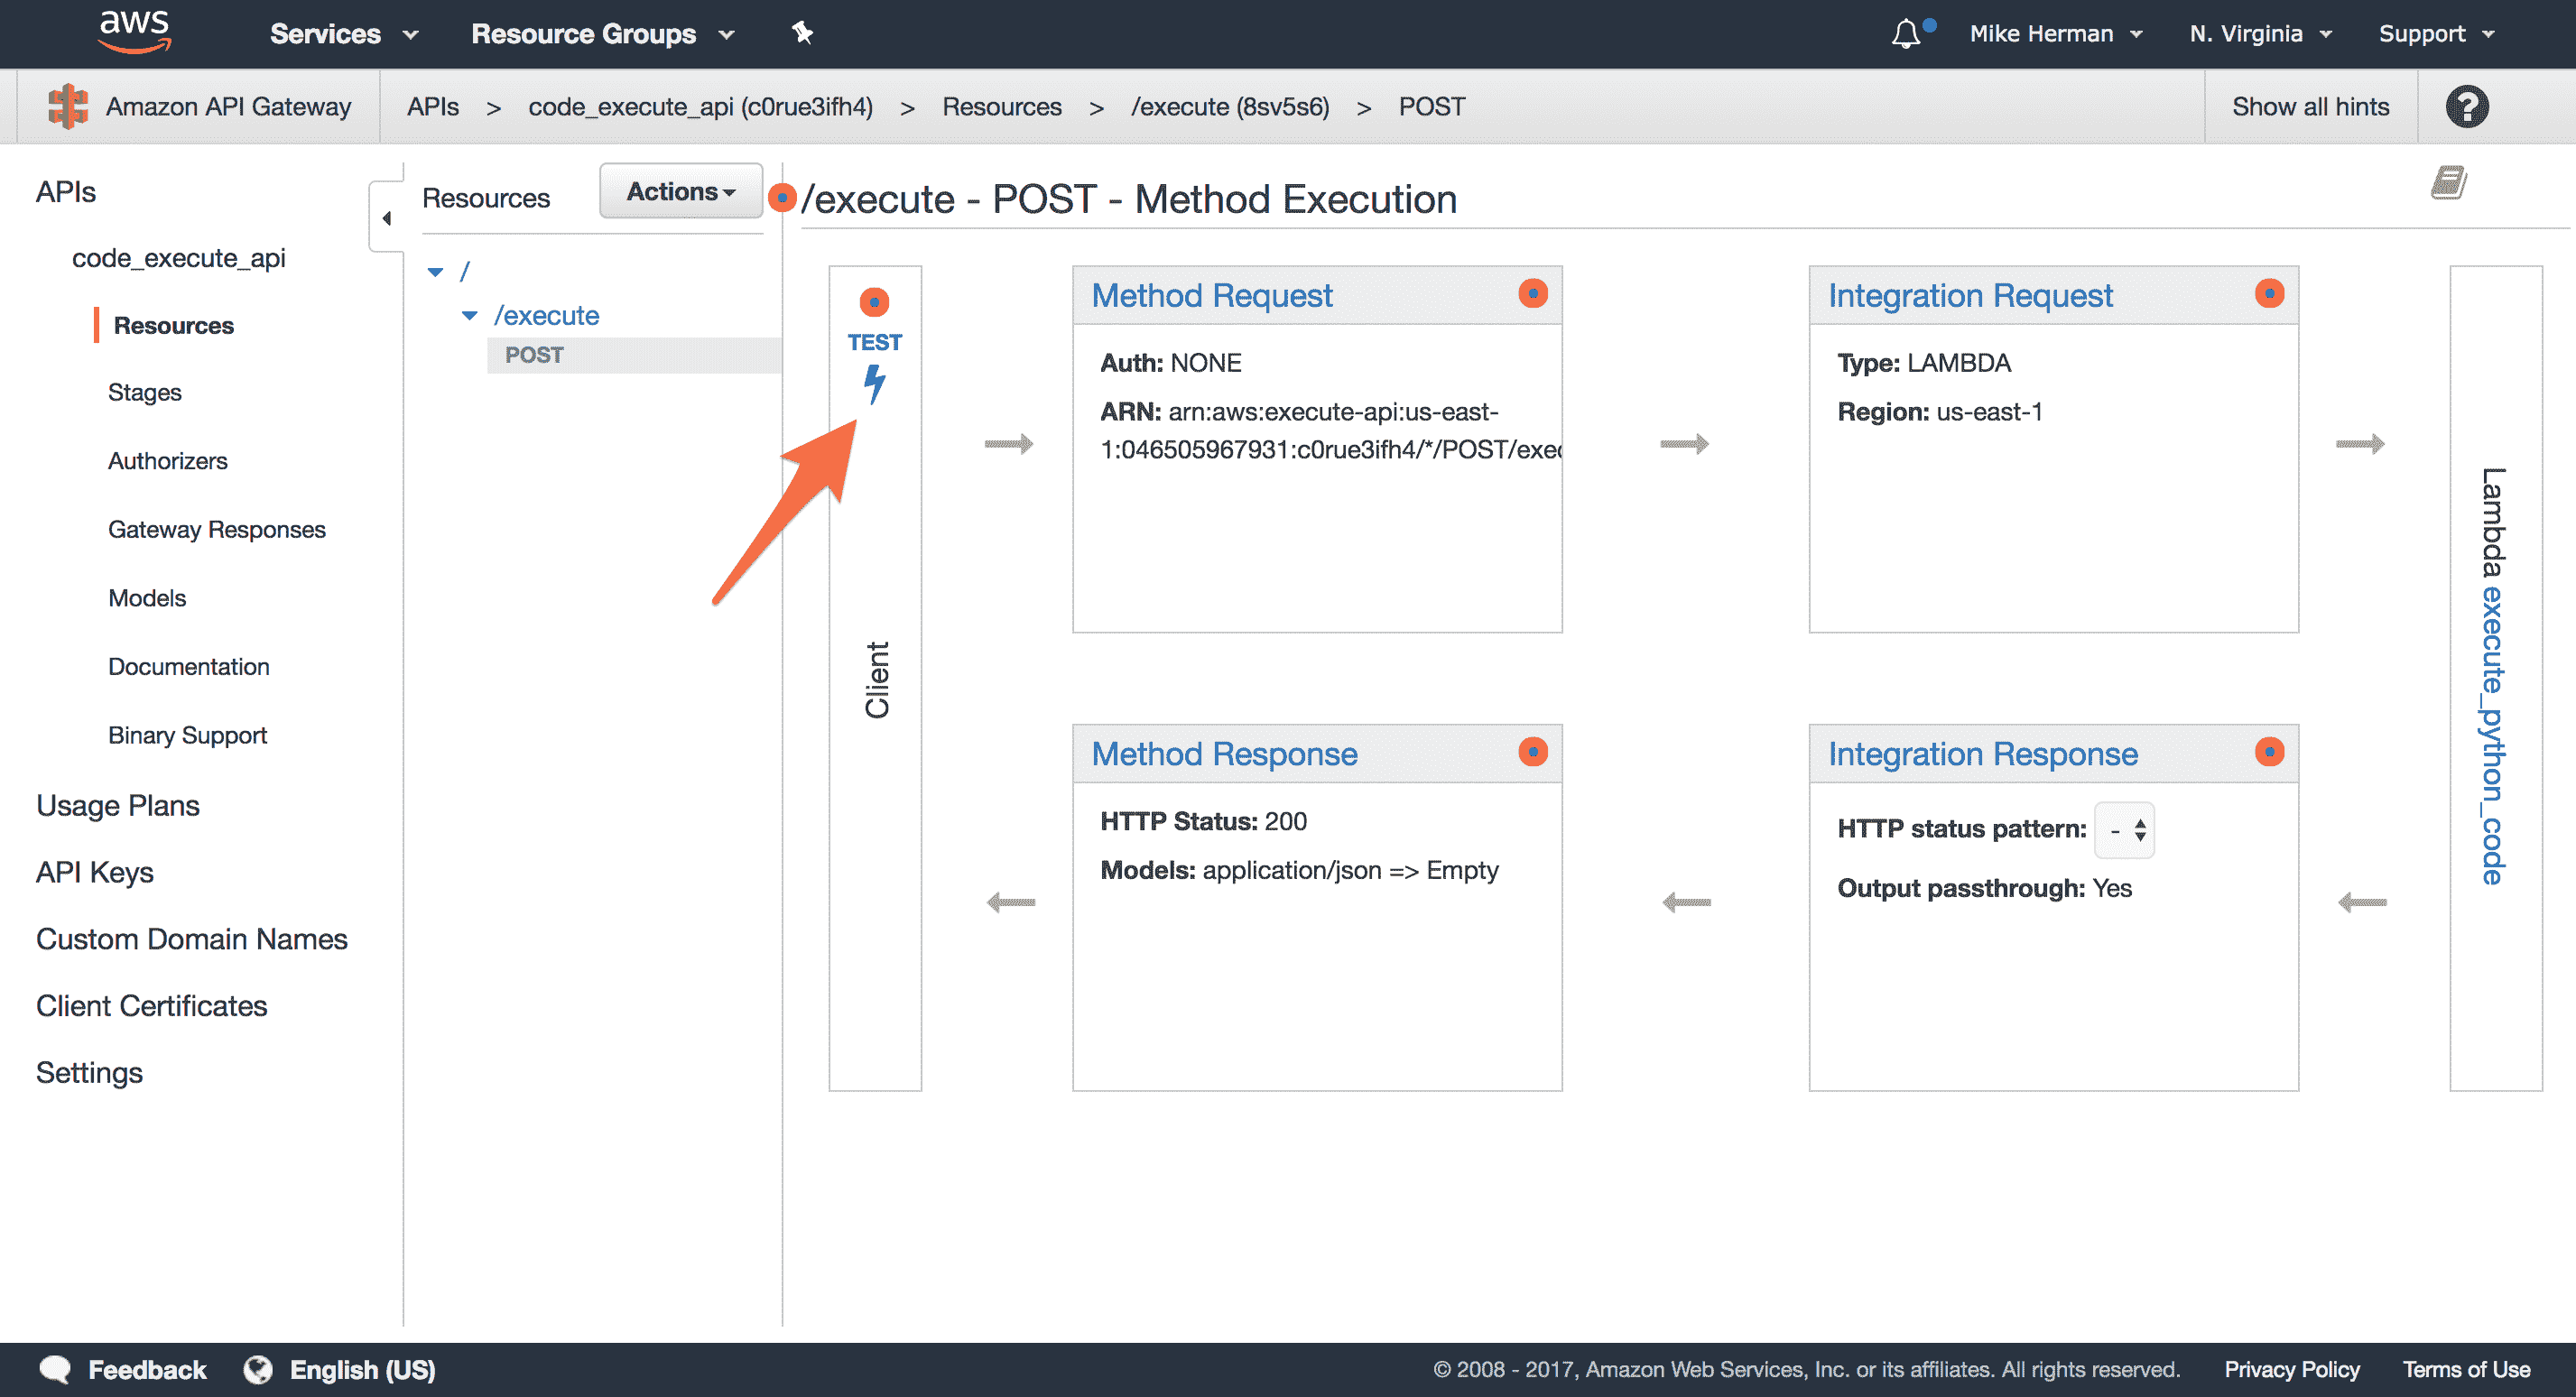 aws
Services
Resource Groups
Mike Herman
N. Virginia
Support
Amazon API Gateway
APIs > code_execute_api (c0rue3ifh4) > Resources > /execute (8sv5s6) > POST
Show all hints
?
APIs
code_execute_api
Resources
Stages
Authorizers
Gateway Responses
Models
Documentation
Binary Support
Usage Plans
API Keys
Custom Domain Names
Client Certificates
Settings
Resources
Actions
/
/execute
POST
/execute - POST - Method Execution
TEST
Client
Method Request
Auth: NONE
ARN: arn:aws:execute-api:us-east-
1:046505967931:c0rue3ifh4/*/POST/exec
Integration Request
Type: LAMBDA
Region: us-east-1
Lambda execute_python_code
Method Response
HTTP Status: 200
Models: application/json => Empty
Integration Response
HTTP status pattern: -
Output passthrough: Yes
Feedback
English (US)
© 2008 - 2017, Amazon Web Services, Inc. or its affiliates. All rights reserved.
Privacy Policy
Terms of Use